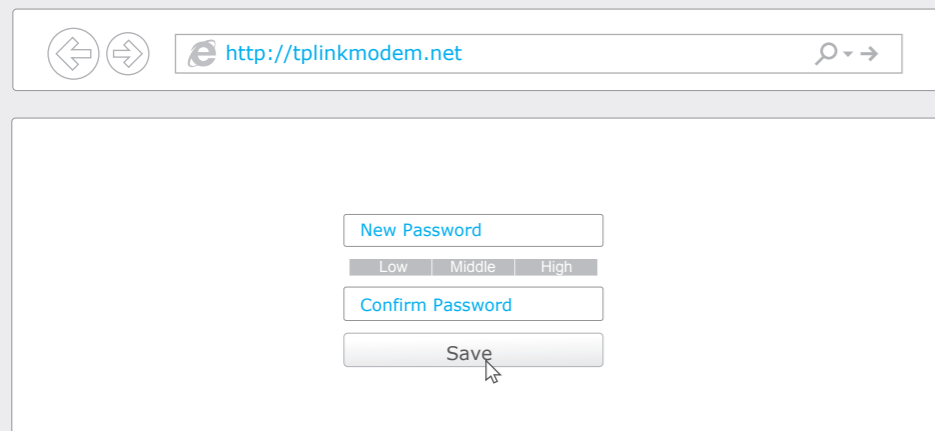 http://tplinkmodem.net
New Password
Low Middle High
Confirm Password
Save